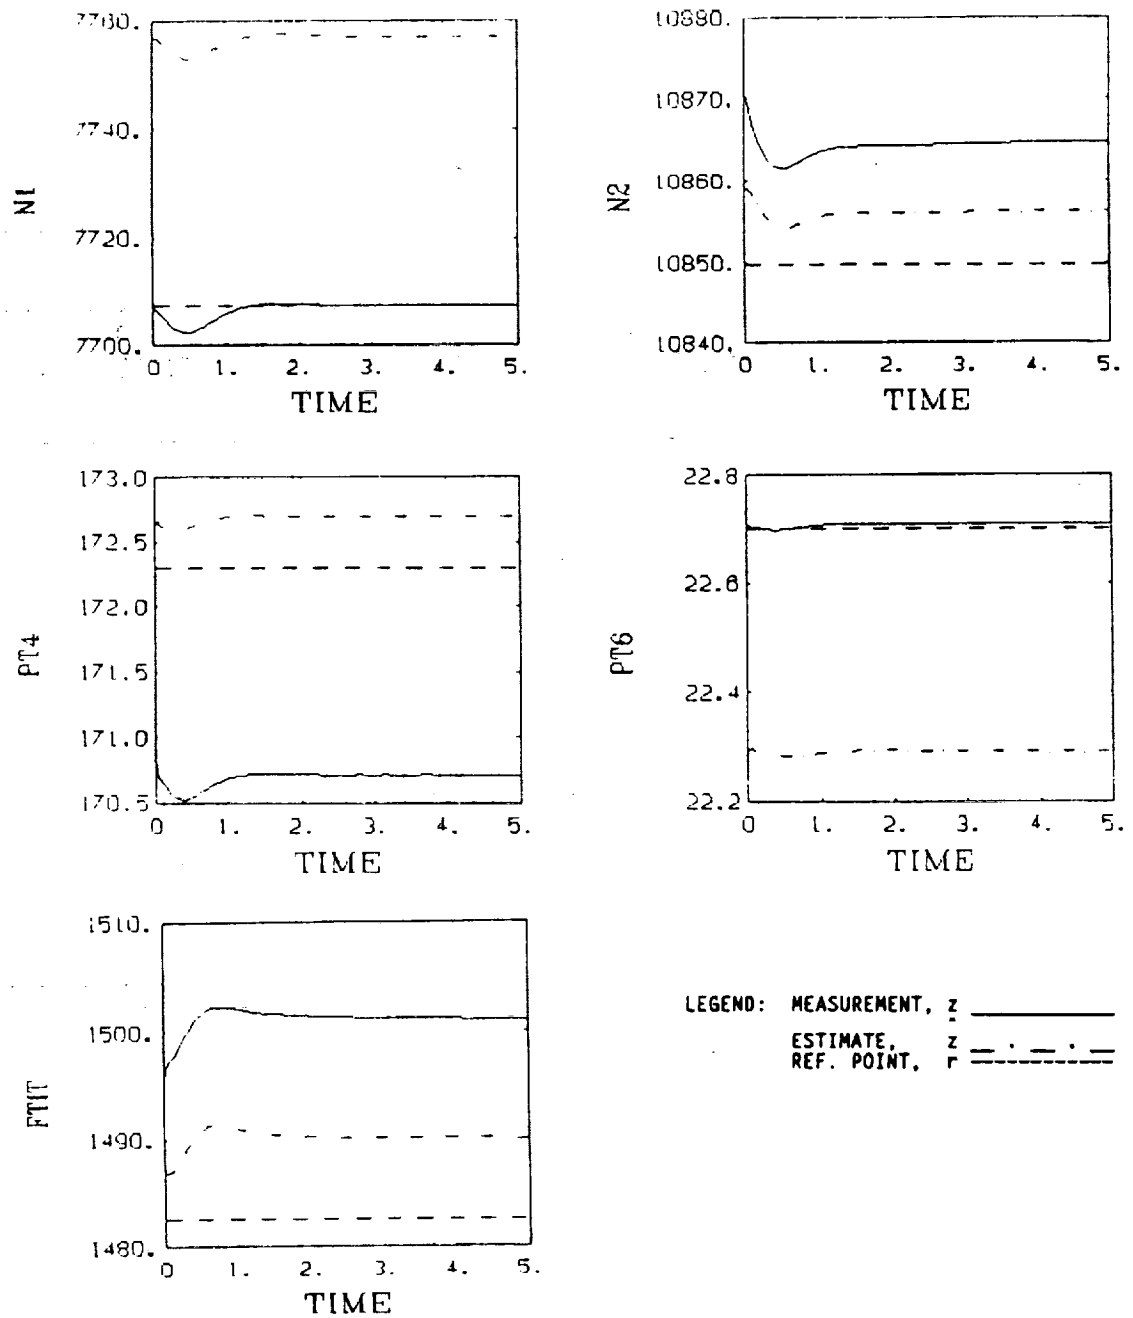 7760.
7740.
7720.
7700.
N1
0 1. 2. 3. 4. 5.
TIME
10880.
10870.
10860.
10850.
10840.
N2
0 1. 2. 3. 4. 5.
TIME
173.0
172.5
172.0
171.5
171.0
170.5
PT4
0 1. 2. 3. 4. 5.
TIME
22.8
22.6
22.4
22.2
PT6
0 1. 2. 3. 4. 5.
TIME
1510.
1500.
1490.
1480.
FTIT
0 1. 2. 3. 4. 5.
TIME
LEGEND: MEASUREMENT, z
ESTIMATE, ẑ
REF. POINT, r